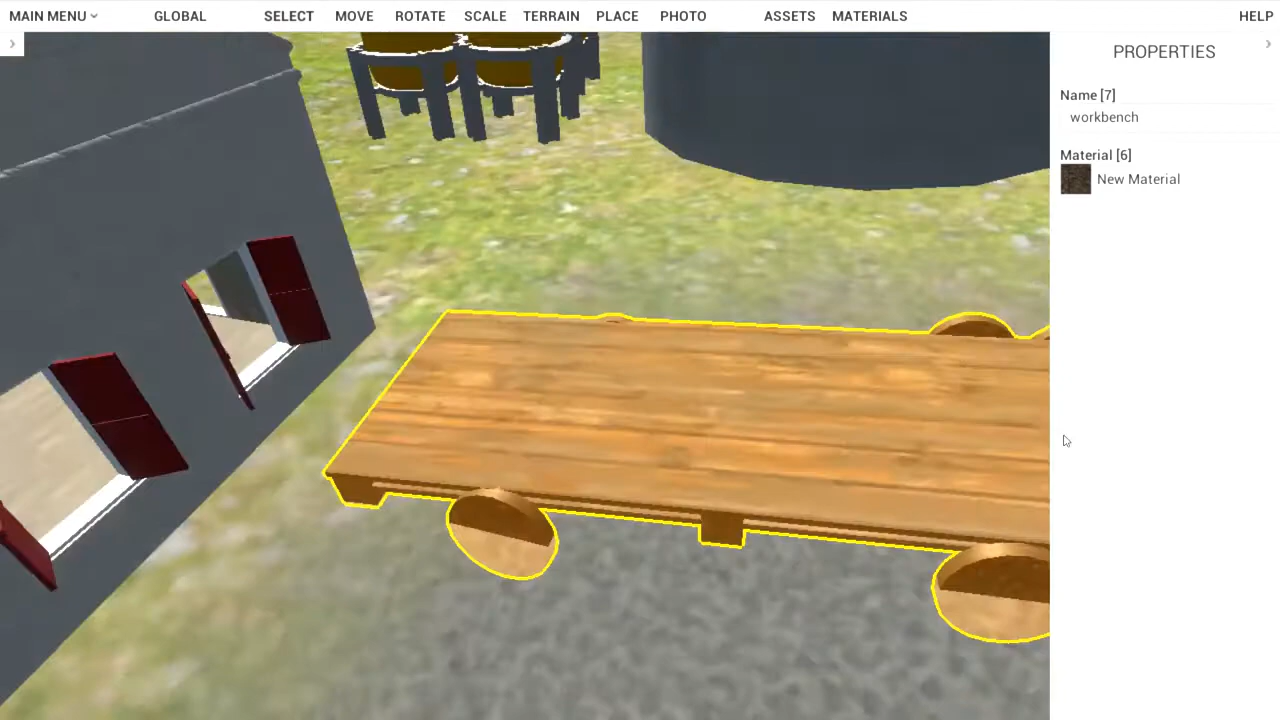 MAIN MENU GLOBAL SELECT MOVE ROTATE SCALE TERRAIN PLACE PHOTO ASSETS MATERIALS HELP
PROPERTIES
Name [7]
workbench
Material [6]
New Material